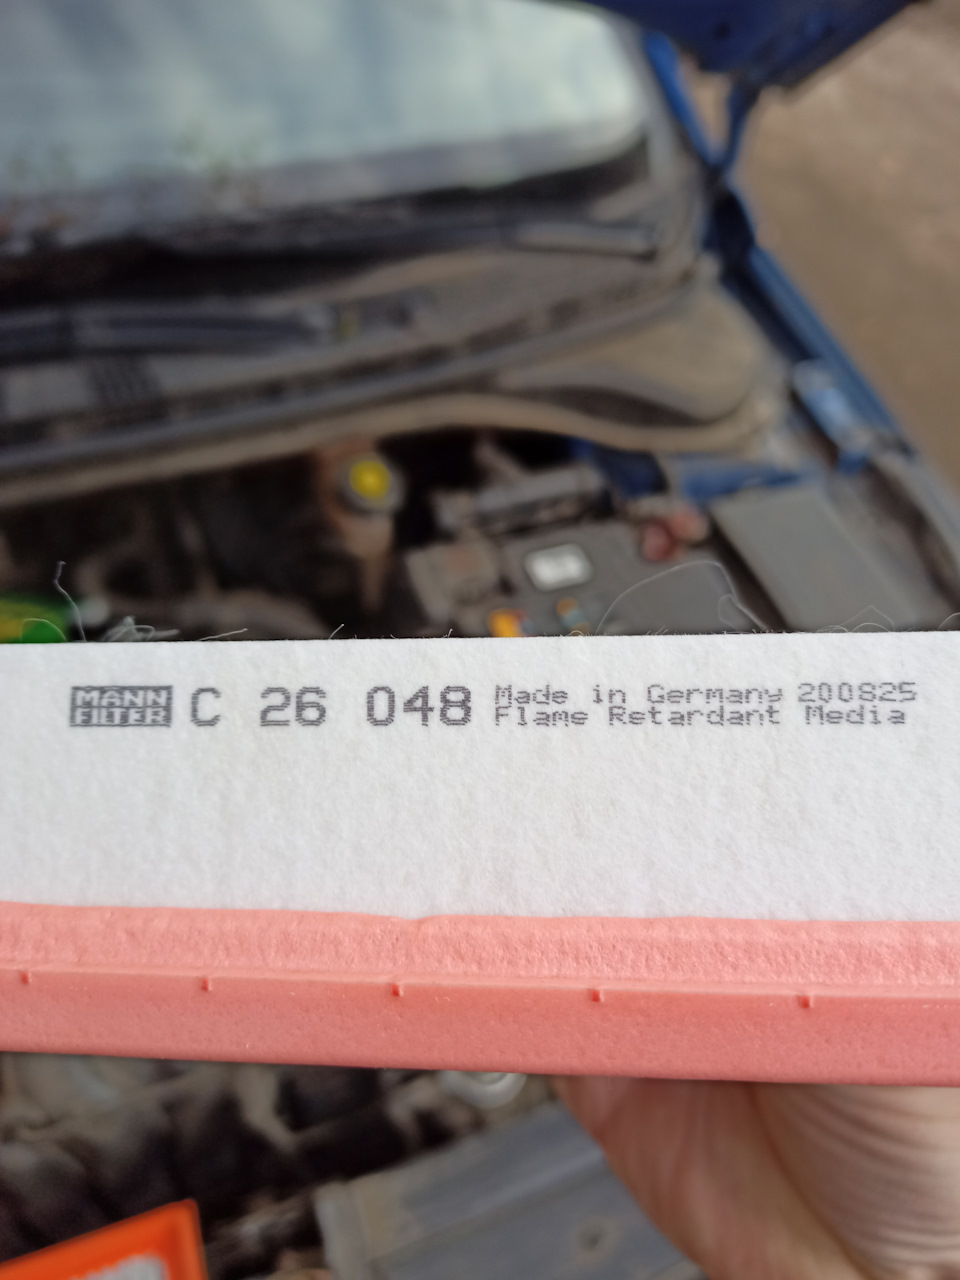 MANN
FILTER
C 26 048
Made in Germany 200825
Flame Retardant Media